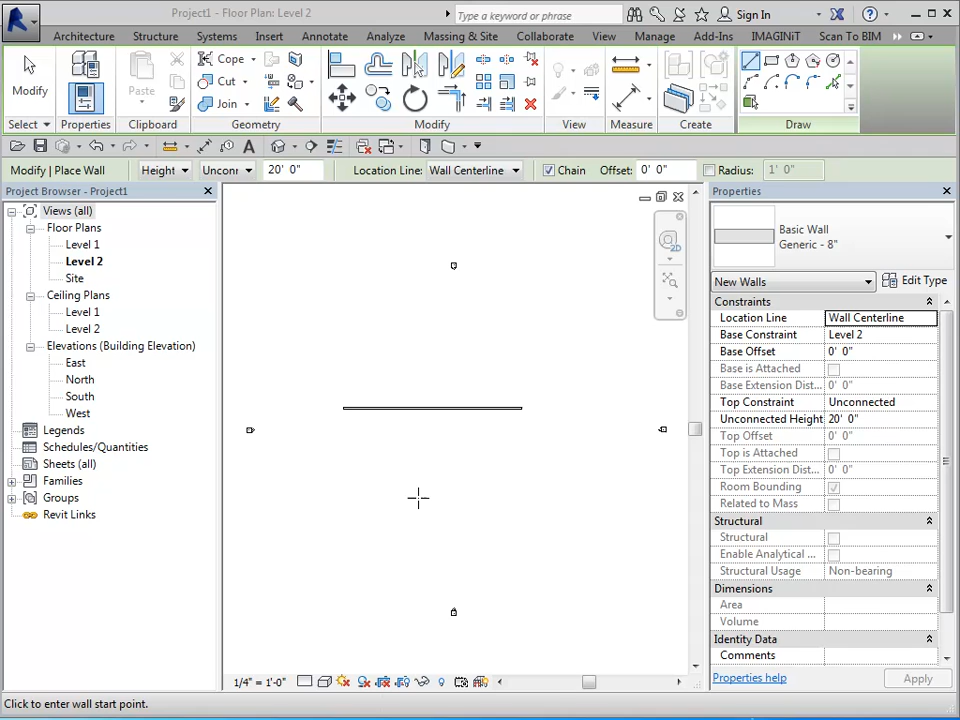 Project1 - Floor Plan: Level 2
Type a keyword or phrase
Sign In
Architecture Structure Systems Insert Annotate Analyze Massing & Site Collaborate View Manage Add-Ins IMAGINiT Scan To BIM
Modify
Properties
Paste
Cope
Cut
Join
Select Properties Clipboard Geometry Modify View Measure Create Draw
Modify | Place Wall Height Unconr 20' 0" Location Line: Wall Centerline Chain Offset: 0' 0" Radius: 1' 0"
Project Browser - Project1
Views (all)
Floor Plans
Level 1
Level 2
Site
Ceiling Plans
Level 1
Level 2
Elevations (Building Elevation)
East
North
South
West
Legends
Schedules/Quantities
Sheets (all)
Families
Groups
Revit Links
2D
1/4" = 1'-0"
Properties
Basic Wall
Generic - 8"
New Walls Edit Type
Constraints
Location Line Wall Centerline
Base Constraint Level 2
Base Offset 0' 0"
Base is Attached
Base Extension Dist...
Top Constraint Unconnected
Unconnected Height 20' 0"
Top Offset 0' 0"
Top is Attached
Top Extension Dist... 0' 0"
Room Bounding
Related to Mass
Structural
Structural
Enable Analytical ...
Structural Usage Non-bearing
Dimensions
Area
Volume
Identity Data
Comments
Properties help Apply
Click to enter wall start point.